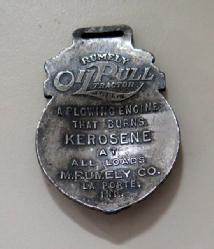 RUMELY
OILPULL
TRACTOR
A PLOWING ENGINE
THAT BURNS
KEROSENE
AT
ALL LOADS
M. RUMELY CO.
LA PORTE,
IND.